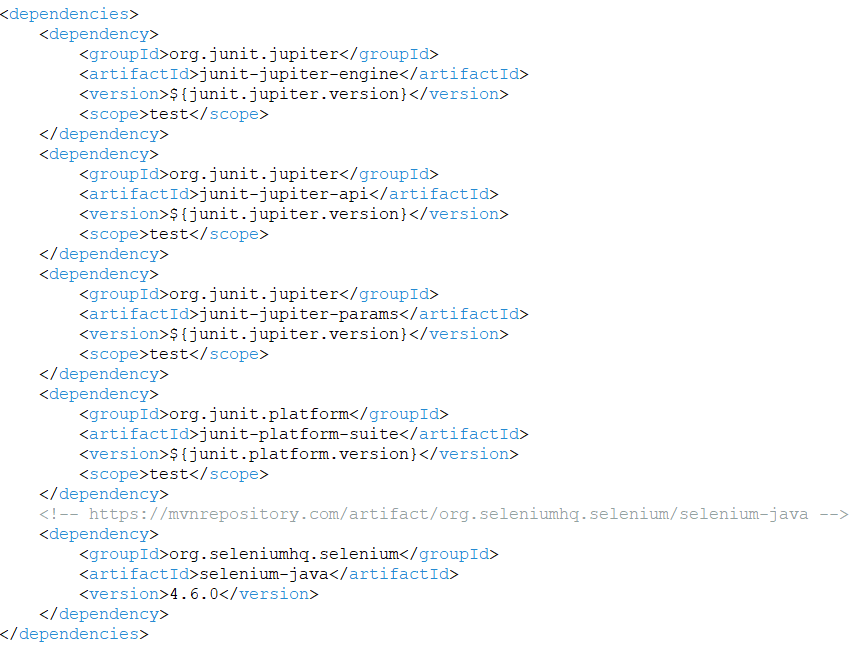 <dependencies>
    <dependency>
        <groupId>org.junit.jupiter</groupId>
        <artifactId>junit-jupiter-engine</artifactId>
        <version>${junit.jupiter.version}</version>
        <scope>test</scope>
    </dependency>
    <dependency>
        <groupId>org.junit.jupiter</groupId>
        <artifactId>junit-jupiter-api</artifactId>
        <version>${junit.jupiter.version}</version>
        <scope>test</scope>
    </dependency>
    <dependency>
        <groupId>org.junit.jupiter</groupId>
        <artifactId>junit-jupiter-params</artifactId>
        <version>${junit.jupiter.version}</version>
        <scope>test</scope>
    </dependency>
    <dependency>
        <groupId>org.junit.platform</groupId>
        <artifactId>junit-platform-suite</artifactId>
        <version>${junit.platform.version}</version>
        <scope>test</scope>
    </dependency>
    <!-- https://mvnrepository.com/artifact/org.seleniumhq.selenium/selenium-java -->
    <dependency>
        <groupId>org.seleniumhq.selenium</groupId>
        <artifactId>selenium-java</artifactId>
        <version>4.6.0</version>
    </dependency>
</dependencies>